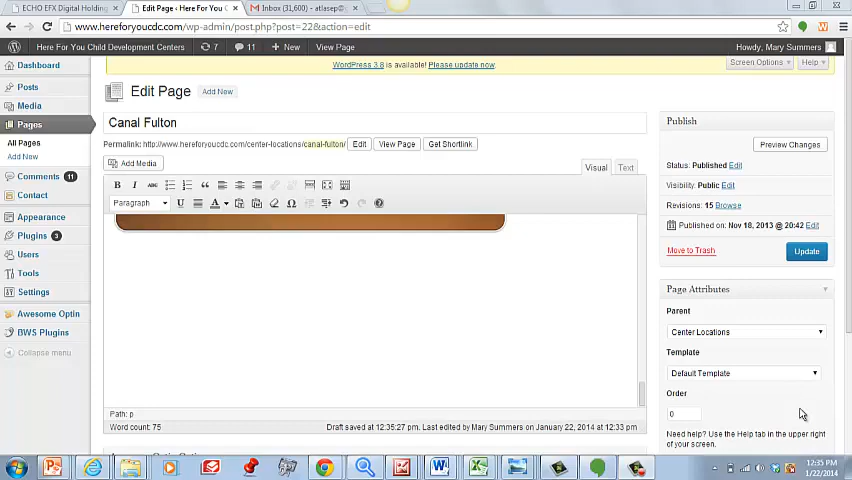 ECHO EFX Digital Holding
Edit Page ‹ Here For You C
Inbox (31,600) - atlasep@g
www.hereforyoucdc.com/wp-admin/post.php?post=22&action=edit
Here For You Child Development Centers
7
11
+ New
View Page
Howdy, Mary Summers
WordPress 3.8 is available! Please update now.
Screen Options
Help
Dashboard
Posts
Media
Pages
All Pages
Add New
Comments 11
Contact
Appearance
Plugins 3
Users
Tools
Settings
Awesome Optin
BWS Plugins
Collapse menu
Edit Page
Add New
Canal Fulton
Permalink: http://www.hereforyoucdc.com/center-locations/canal-fulton/
Edit
View Page
Get Shortlink
Add Media
Visual
Text
B I ABC
Paragraph
U
A
Ω
Path: p
Word count: 75
Draft saved at 12:35:27 pm. Last edited by Mary Summers on January 22, 2014 at 12:33 pm
Publish
Preview Changes
Status: Published Edit
Visibility: Public Edit
Revisions: 15 Browse
Published on: Nov 18, 2013 @ 20:42 Edit
Move to Trash
Update
Page Attributes
Parent
Center Locations
Template
Default Template
Order
0
Need help? Use the Help tab in the upper right
of your screen.
12:35 PM
1/22/2014